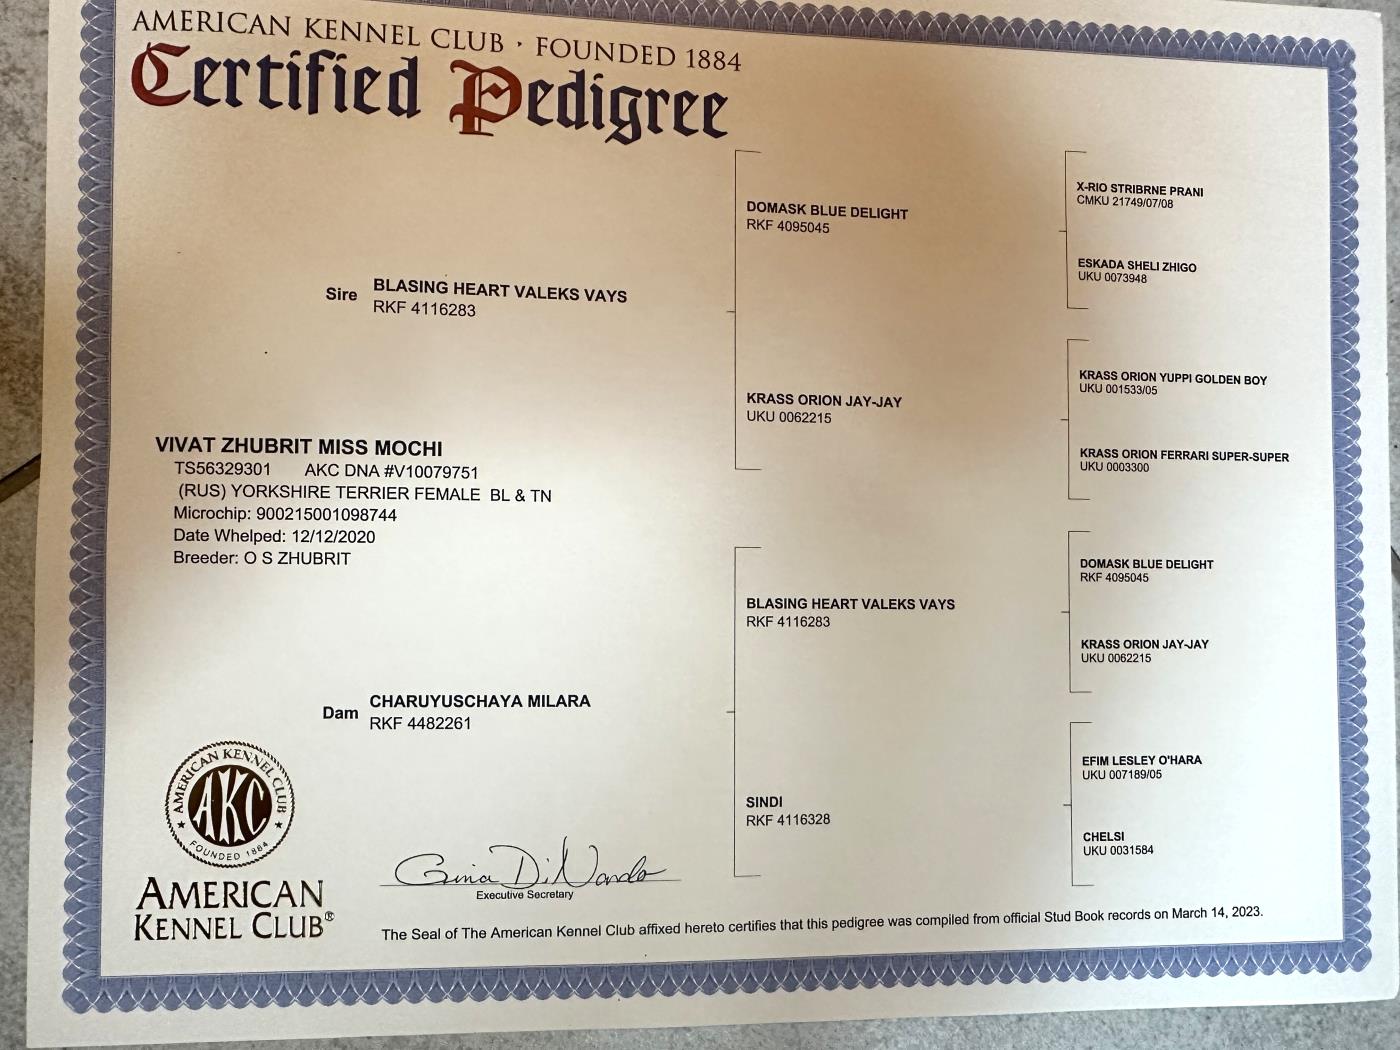 AMERICAN KENNEL CLUB · FOUNDED 1884
Certified Pedigree
X-RIO STRIBRNE PRANI
CMKU 21749/07/08
DOMASK BLUE DELIGHT
RKF 4095045
ESKADA SHELI ZHIGO
UKU 0073948
Sire
BLASING HEART VALEKS VAYS
RKF 4116283
KRASS ORION YUPPI GOLDEN BOY
UKU 001533/05
KRASS ORION JAY-JAY
UKU 0062215
KRASS ORION FERRARI SUPER-SUPER
UKU 0003300
VIVAT ZHUBRIT MISS MOCHI
TS56329301 AKC DNA #V10079751
(RUS) YORKSHIRE TERRIER FEMALE BL & TN
Microchip: 900215001098744
Date Whelped: 12/12/2020
Breeder: O S ZHUBRIT
DOMASK BLUE DELIGHT
RKF 4095045
BLASING HEART VALEKS VAYS
RKF 4116283
KRASS ORION JAY-JAY
UKU 0062215
Dam
CHARUYUSCHAYA MILARA
RKF 4482261
EFIM LESLEY O'HARA
UKU 007189/05
SINDI
RKF 4116328
CHELSI
UKU 0031584
AMERICAN KENNEL CLUB
AKC
FOUNDED 1884
AMERICAN
KENNEL CLUB®
Gina DiNardo
Executive Secretary
The Seal of The American Kennel Club affixed hereto certifies that this pedigree was compiled from official Stud Book records on March 14, 2023.